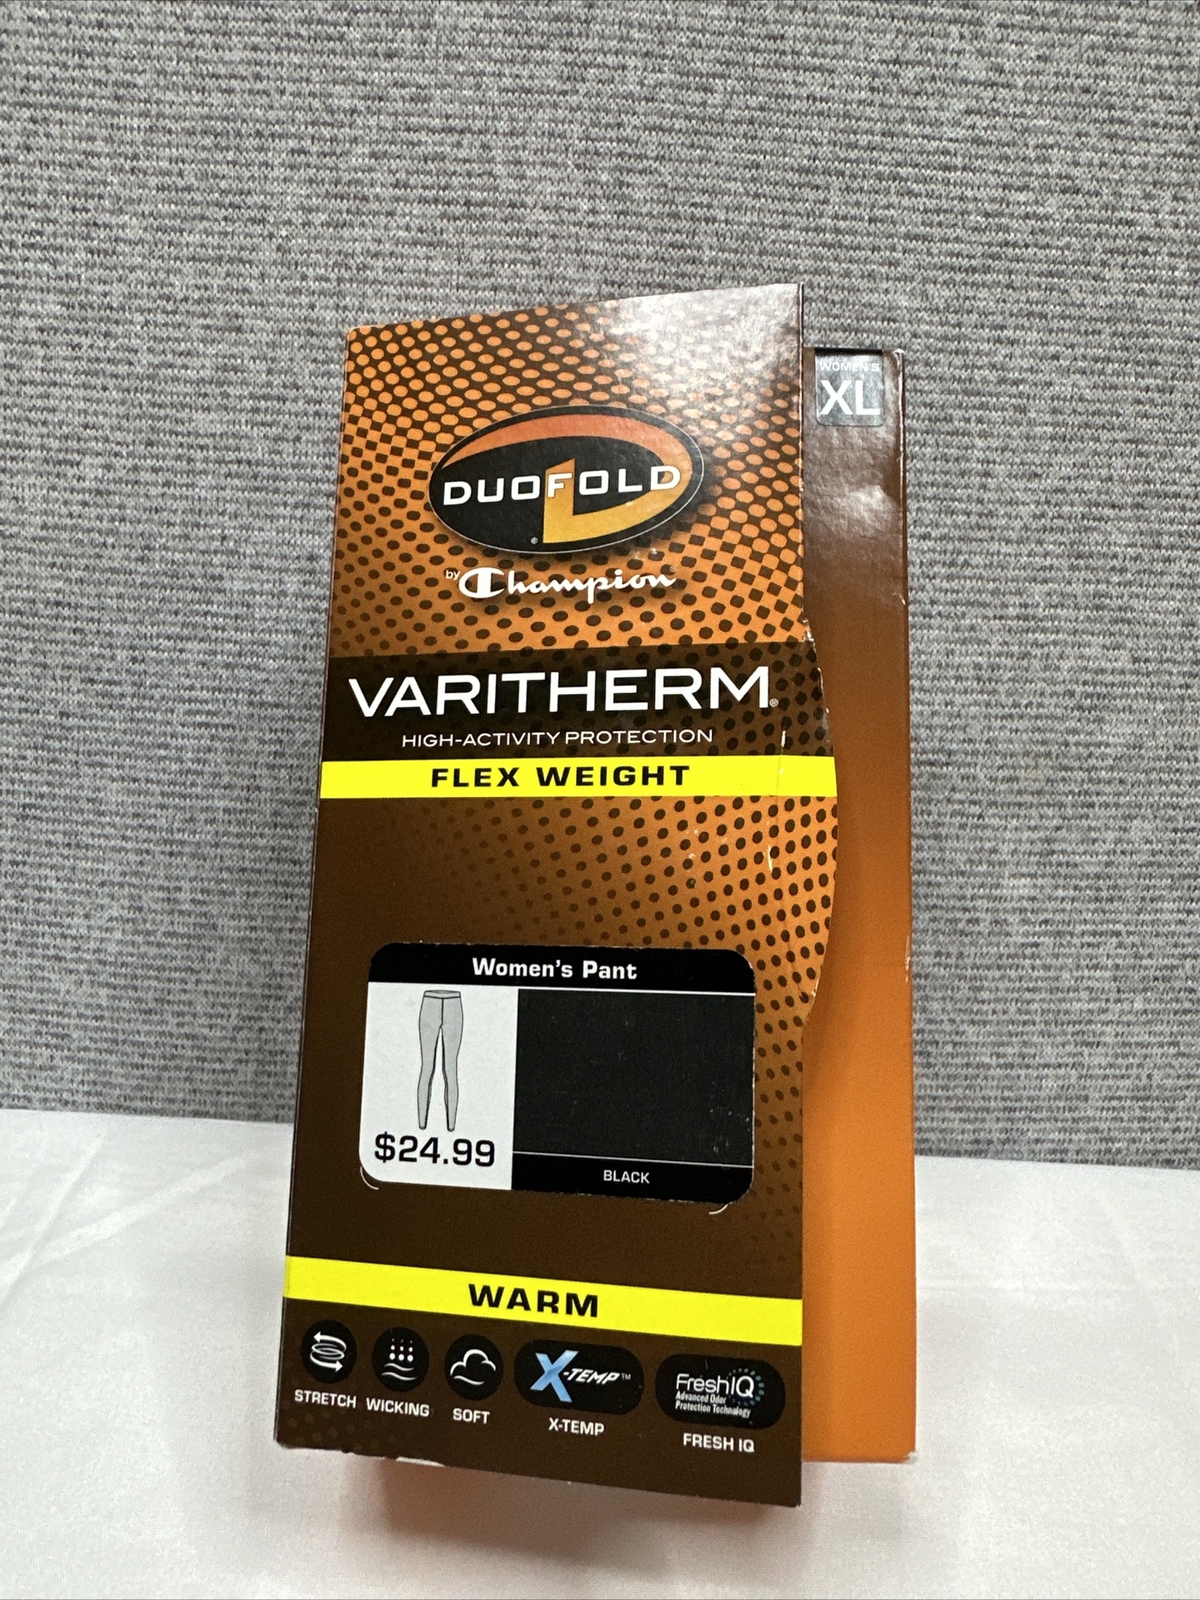 WOMEN'S
XL
DUOFOLD®
by Champion
VARITHERM®
HIGH-ACTIVITY PROTECTION
FLEX WEIGHT
Women's Pant
$24.99
BLACK
WARM
STRETCH
WICKING
SOFT
X-TEMP™
X-TEMP
FreshIQ
Advanced Odor
Protection Technology
FRESH IQ